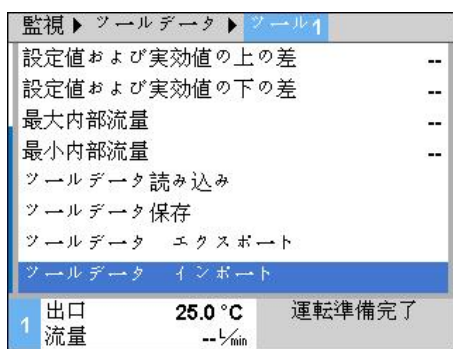 監視 ▶ ツールデータ ▶ ツール1
設定値および実効値の上の差 --
設定値および実効値の下の差 --
最大内部流量 --
最小内部流量 --
ツールデータ読み込み
ツールデータ保存
ツールデータ エクスポート
ツールデータ インポート
1 出口 25.0 °C 運転準備完了
流量 -- L/min